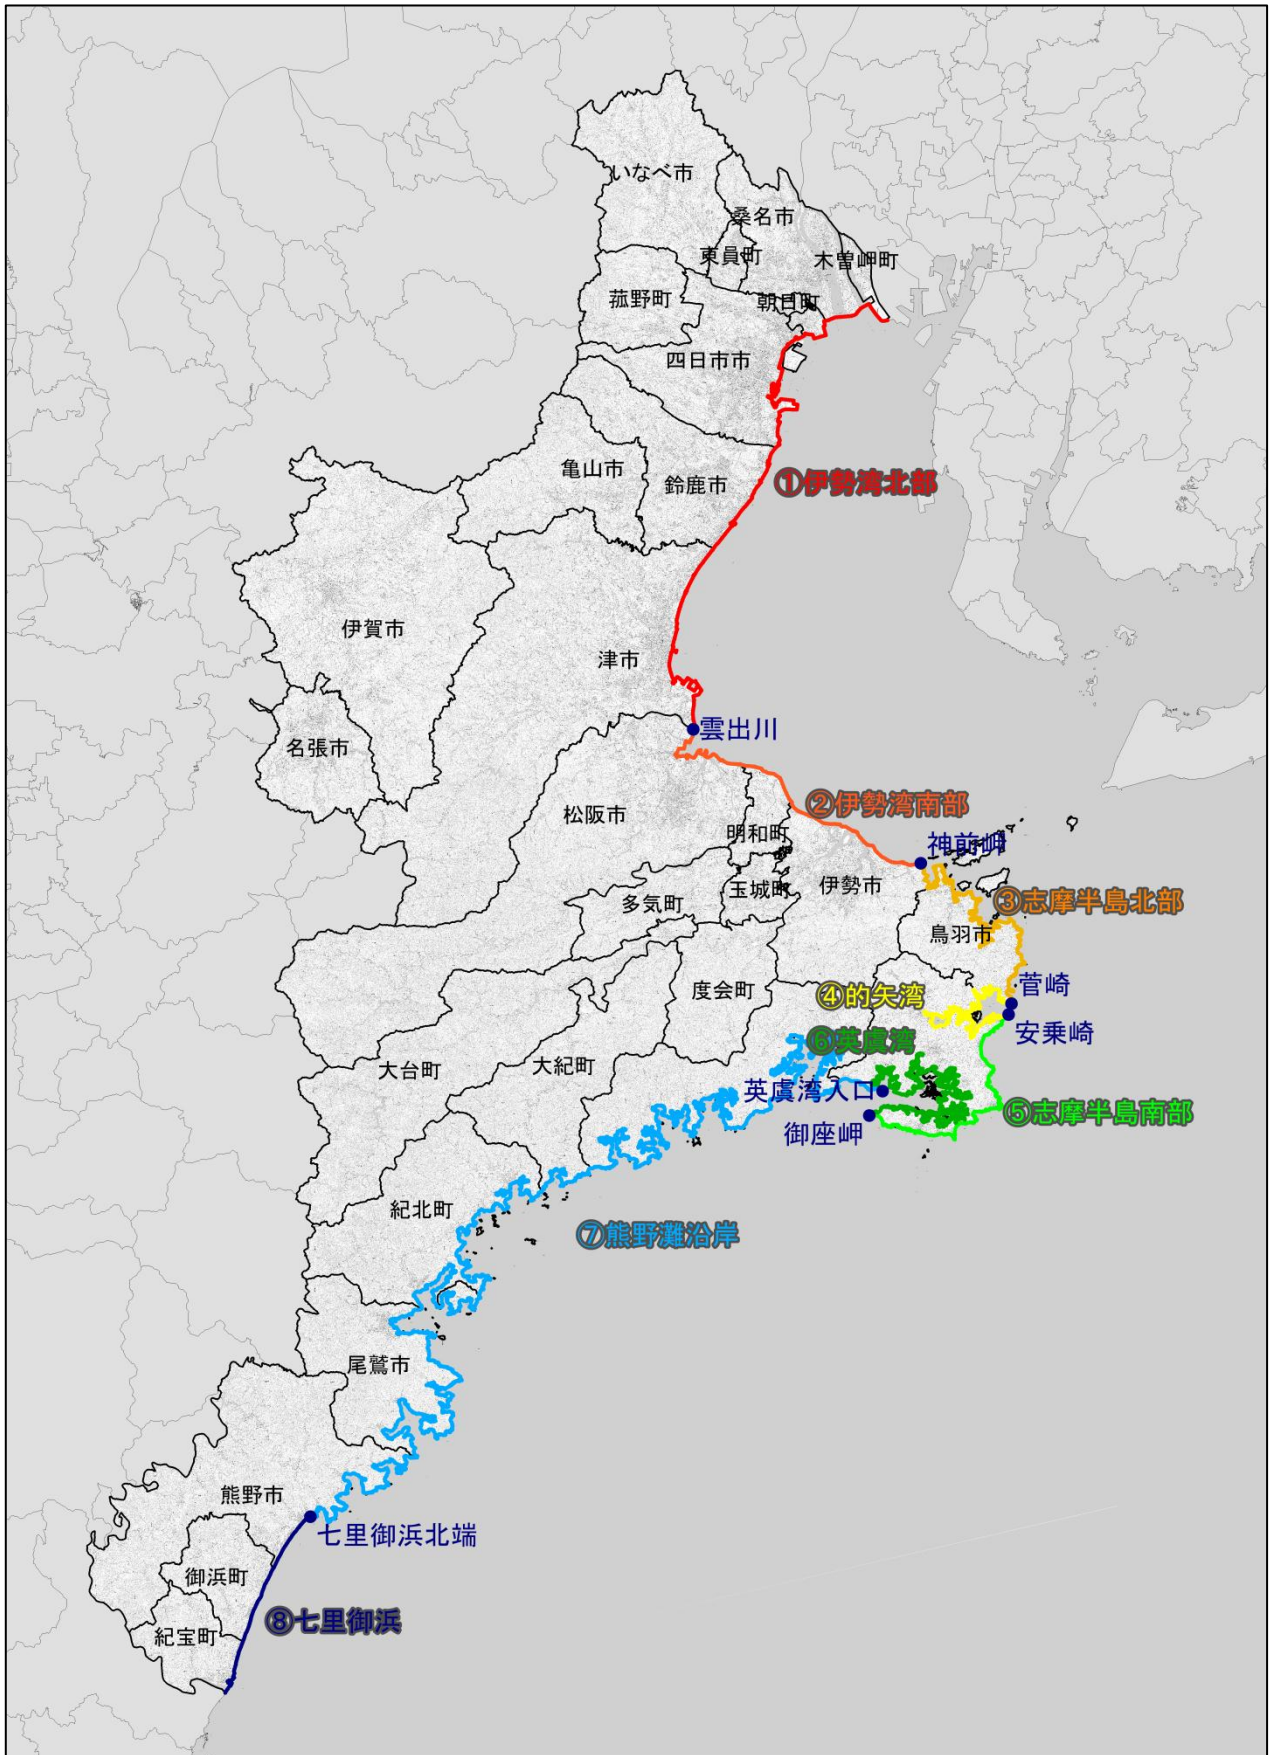 いなべ市
桑名市
東員町
木曽岬町
菰野町
朝日町
四日市市
亀山市
鈴鹿市
①伊勢湾北部
伊賀市
津市
雲出川
名張市
②伊勢湾南部
松阪市
明和町
神前岬
伊勢市
玉城町
多気町
③志摩半島北部
鳥羽市
度会町
④的矢湾
菅崎
安乗崎
⑥英虞湾
大台町
大紀町
英虞湾入口
⑤志摩半島南部
御座岬
紀北町
⑦熊野灘沿岸
尾鷲市
熊野市
七里御浜北端
御浜町
⑧七里御浜
紀宝町